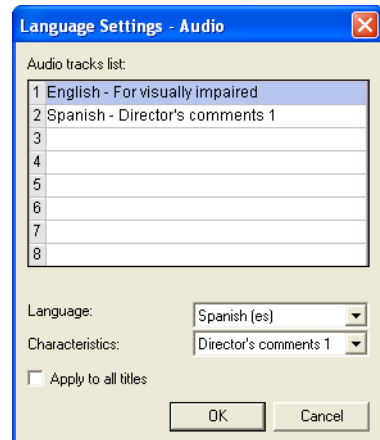 Language Settings - Audio
Audio tracks list:
1 English - For visually impaired
2 Spanish - Director's comments 1
3
4
5
6
7
8
Language: Spanish (es)
Characteristics: Director's comments 1
Apply to all titles
OK Cancel